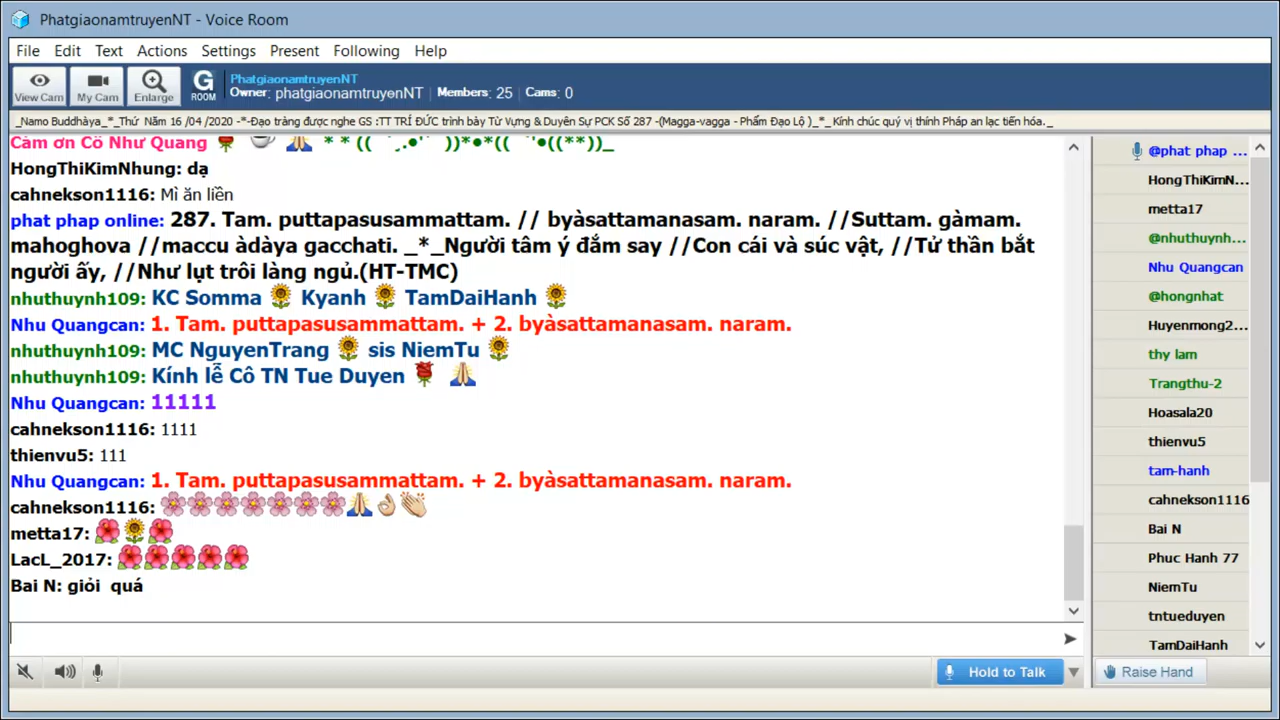 PhatgiaonamtruyenNT - Voice Room
File Edit Text Actions Settings Present Following Help
View Cam My Cam Enlarge G ROOM
PhatgiaonamtruyenNT
Owner: phatgiaonamtruyenNT Members: 25 Cams: 0
_Namo Buddhàya_*_Thứ Năm 16 /04 /2020 -*-Đạo tràng được nghe GS :TT TRÍ ĐỨC trình bày Từ Vựng & Duyên Sự PCK Số 287 -(Magga-vagga - Phẩm Đạo Lộ )_*_ Kính chúc quý vị thính Pháp an lạc tiến hóa._
Cảm ơn Cô Như Quang
HongThiKimNhung: dạ
cahnekson1116: Mì ăn liền
phat phap online: 287. Tam. puttapasusammattam. // byàsattamanasam. naram. //Suttam. gàmam.
mahoghova //maccu àdàya gacchati. _*_Người tâm ý đắm say //Con cái và súc vật, //Tử thần bắt
người ấy, //Như lụt trôi làng ngủ.(HT-TMC)
nhuthuynh109: KC Somma 🌻 Kyanh 🌻 TamDaiHanh 🌻
Nhu Quangcan: 1. Tam. puttapasusammattam. + 2. byàsattamanasam. naram.
nhuthuynh109: MC NguyenTrang 🌻 sis NiemTu 🌻
nhuthuynh109: Kính lễ Cô TN Tue Duyen 🌹 🙏
Nhu Quangcan: 11111
cahnekson1116: 1111
thienvu5: 111
Nhu Quangcan: 1. Tam. puttapasusammattam. + 2. byàsattamanasam. naram.
cahnekson1116: 🌸🌸🌸🌸🌸🌸🌸🙏👌👏
metta17: 🌺🌻🌺
LacL_2017: 🌺🌺🌺🌺🌺
Bai N: giỏi quá
Hold to Talk
@phat phap ...
HongThiKimN...
metta17
@nhuthuynh...
Nhu Quangcan
@hongnhat
Huyenmong2...
thy lam
Trangthu-2
Hoasala20
thienvu5
tam-hanh
cahnekson1116
Bai N
Phuc Hanh 77
NiemTu
tntueduyen
TamDaiHanh
Raise Hand